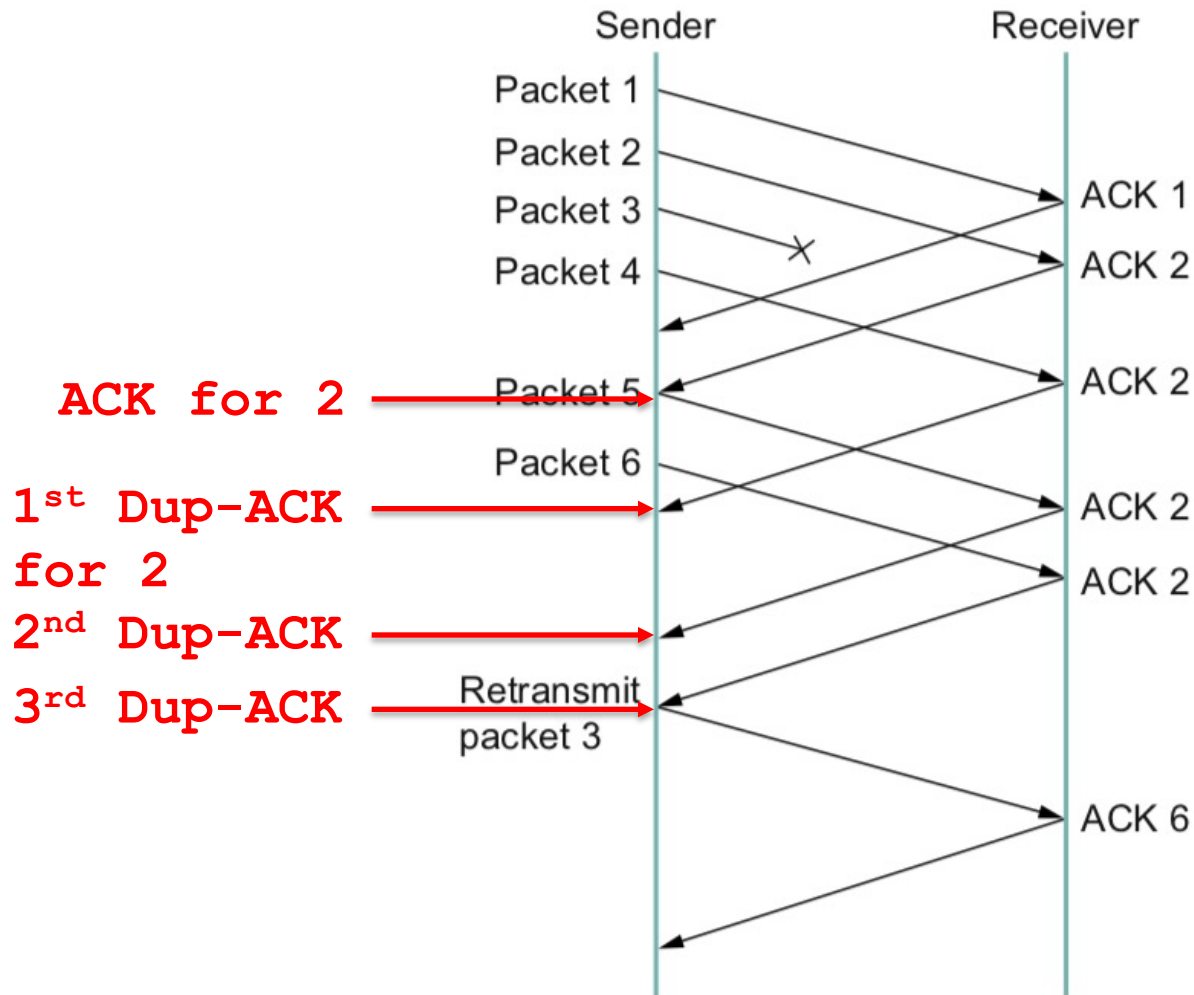 Sender Receiver
Packet 1
Packet 2
ACK 1
Packet 3
ACK 2
Packet 4
ACK 2
ACK for 2
Packet 5
Packet 6
1st Dup-ACK
ACK 2
for 2
ACK 2
2nd Dup-ACK
Retransmit
3rd Dup-ACK
packet 3
ACK 6